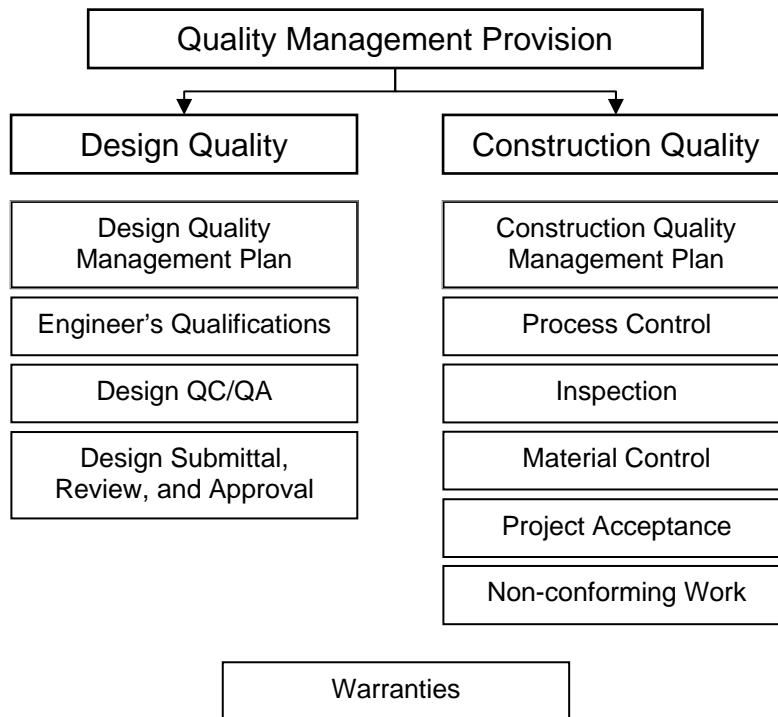 Quality Management Provision
Design Quality
Construction Quality
Design Quality
Management Plan
Engineer's Qualifications
Design QC/QA
Design Submittal,
Review, and Approval
Construction Quality
Management Plan
Process Control
Inspection
Material Control
Project Acceptance
Non-conforming Work
Warranties